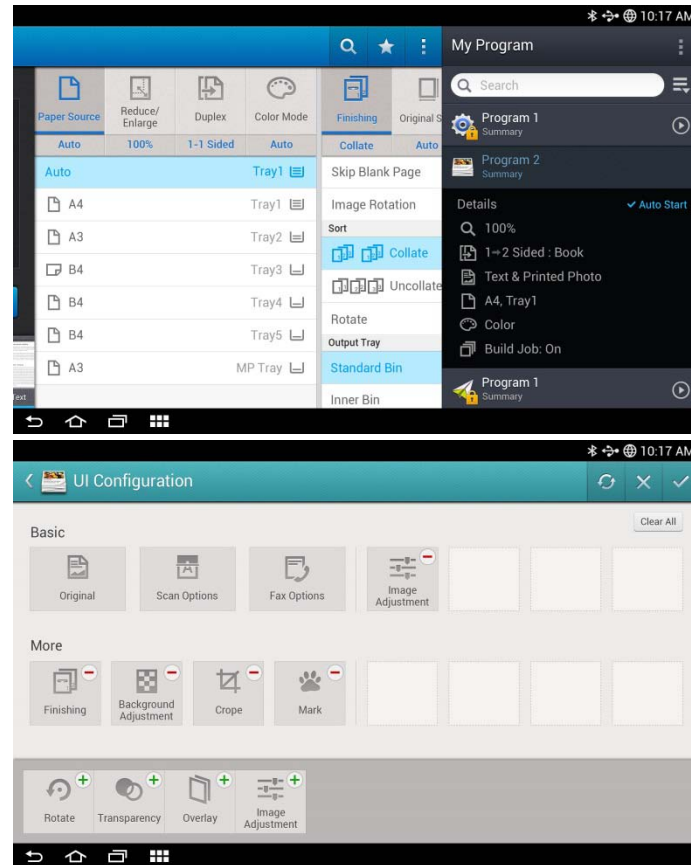 10:17 AM
My Program
Paper Source
Reduce/
Enlarge
Duplex
Color Mode
Finishing
Original S
Search
Auto
100%
1-1 Sided
Auto
Collate
Auto
Program 1
Summary
Auto
Tray1
Skip Blank Page
Program 2
Summary
A4
Tray1
Image Rotation
Details
Auto Start
A3
Tray2
Sort
100%
Collate
1→2 Sided : Book
B4
Tray3
Uncollate
Text & Printed Photo
B4
Tray4
A4, Tray1
Rotate
Color
B4
Tray5
Output Tray
Build Job: On
A3
MP Tray
Standard Bin
Program 1
Summary
Text
Inner Bin
10:17 AM
UI Configuration
Clear All
Basic
Original
Scan Options
Fax Options
Image
Adjustment
More
Finishing
Background
Adjustment
Crope
Mark
Rotate
Transparency
Overlay
Image
Adjustment